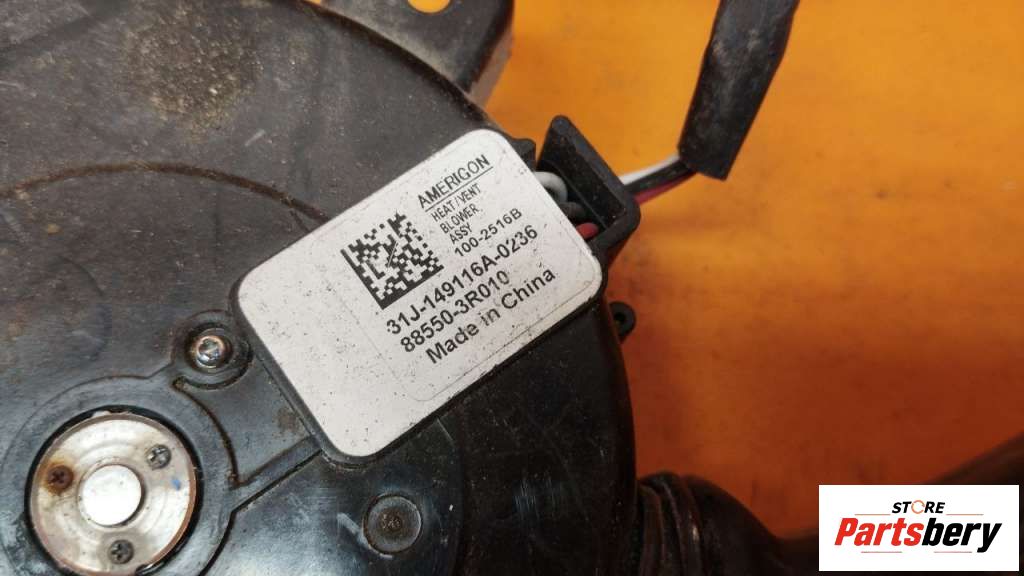 AMERIGON
HEAT/VENT
BLOWER
ASSY
100-2516B
31J-149116A-0236
88550-3R010
Made in China
STORE
Partsbery